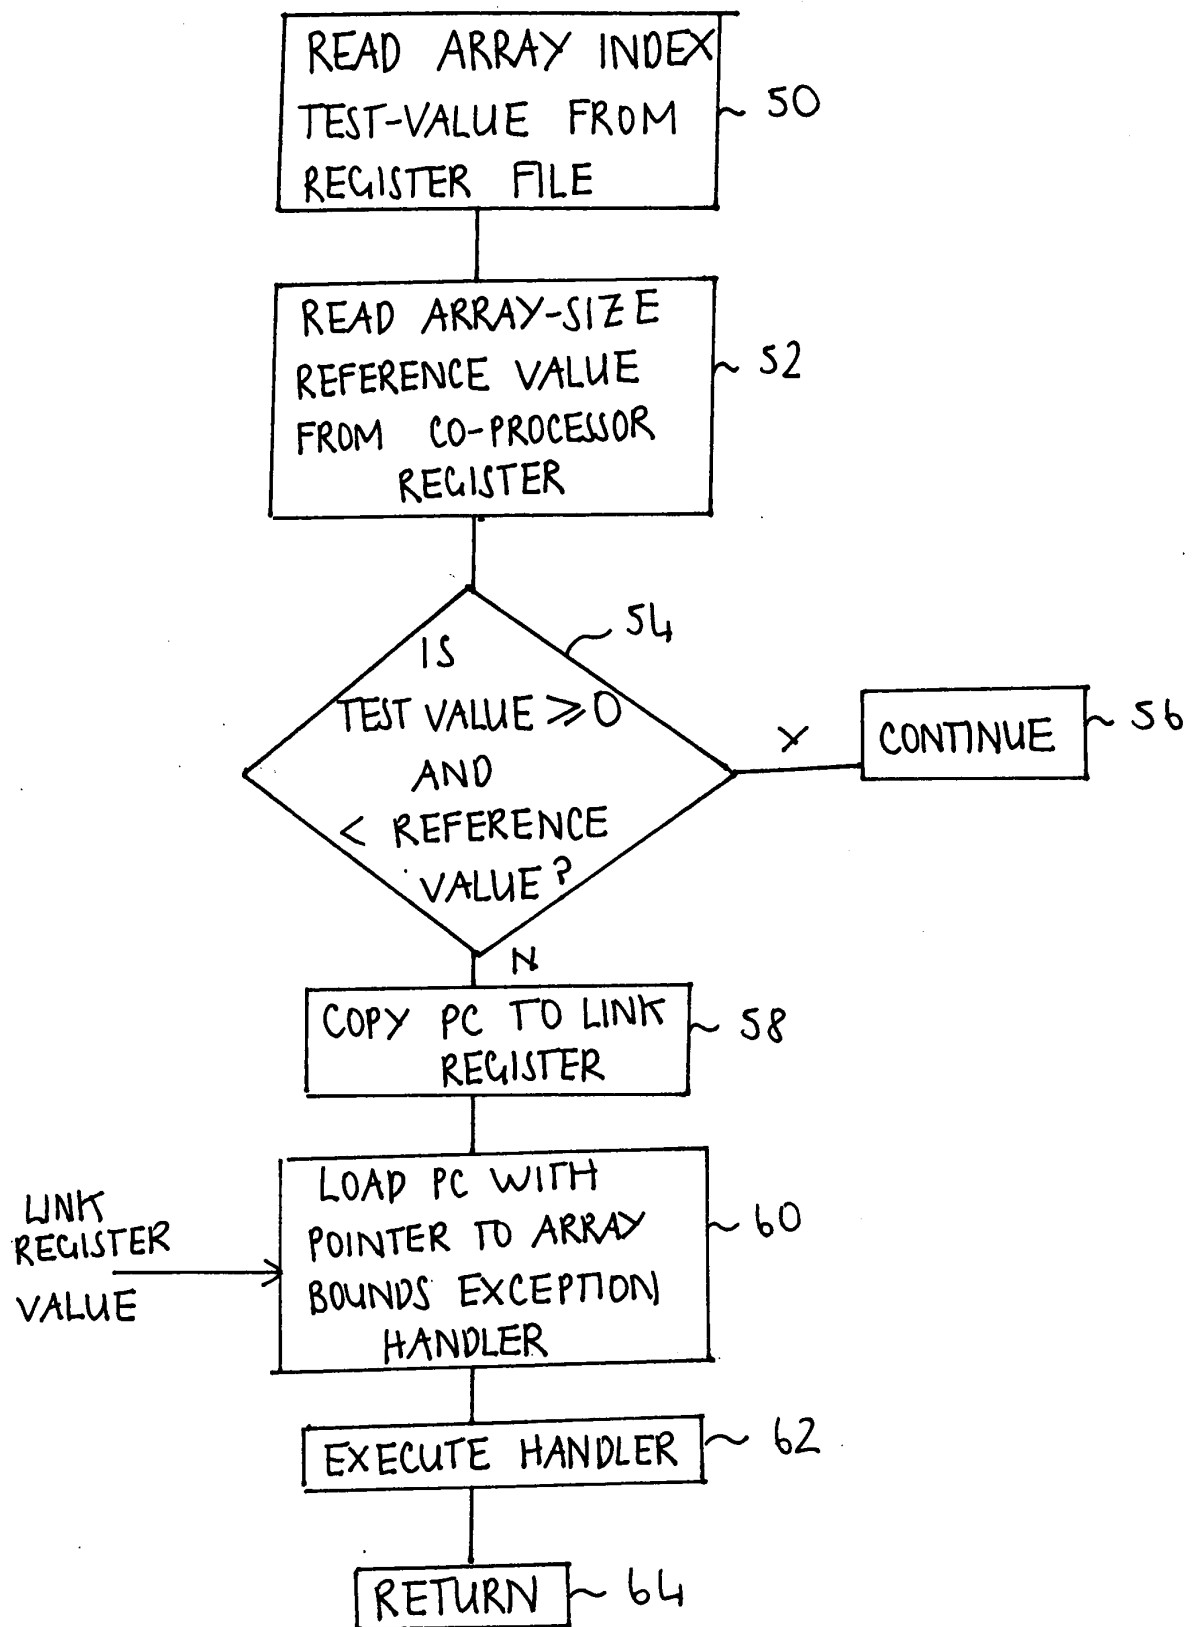 READ ARRAY INDEX
TEST-VALUE FROM
REGISTER FILE
50
READ ARRAY-SIZE
REFERENCE VALUE
FROM CO-PROCESSOR
REGISTER
52
IS
TEST VALUE ⩾ 0
AND
< REFERENCE
VALUE?
54
Y
CONTINUE
56
N
COPY PC TO LINK
REGISTER
58
LINK
REGISTER
VALUE
LOAD PC WITH
POINTER TO ARRAY
BOUNDS EXCEPTION
HANDLER
60
EXECUTE HANDLER
62
RETURN
64